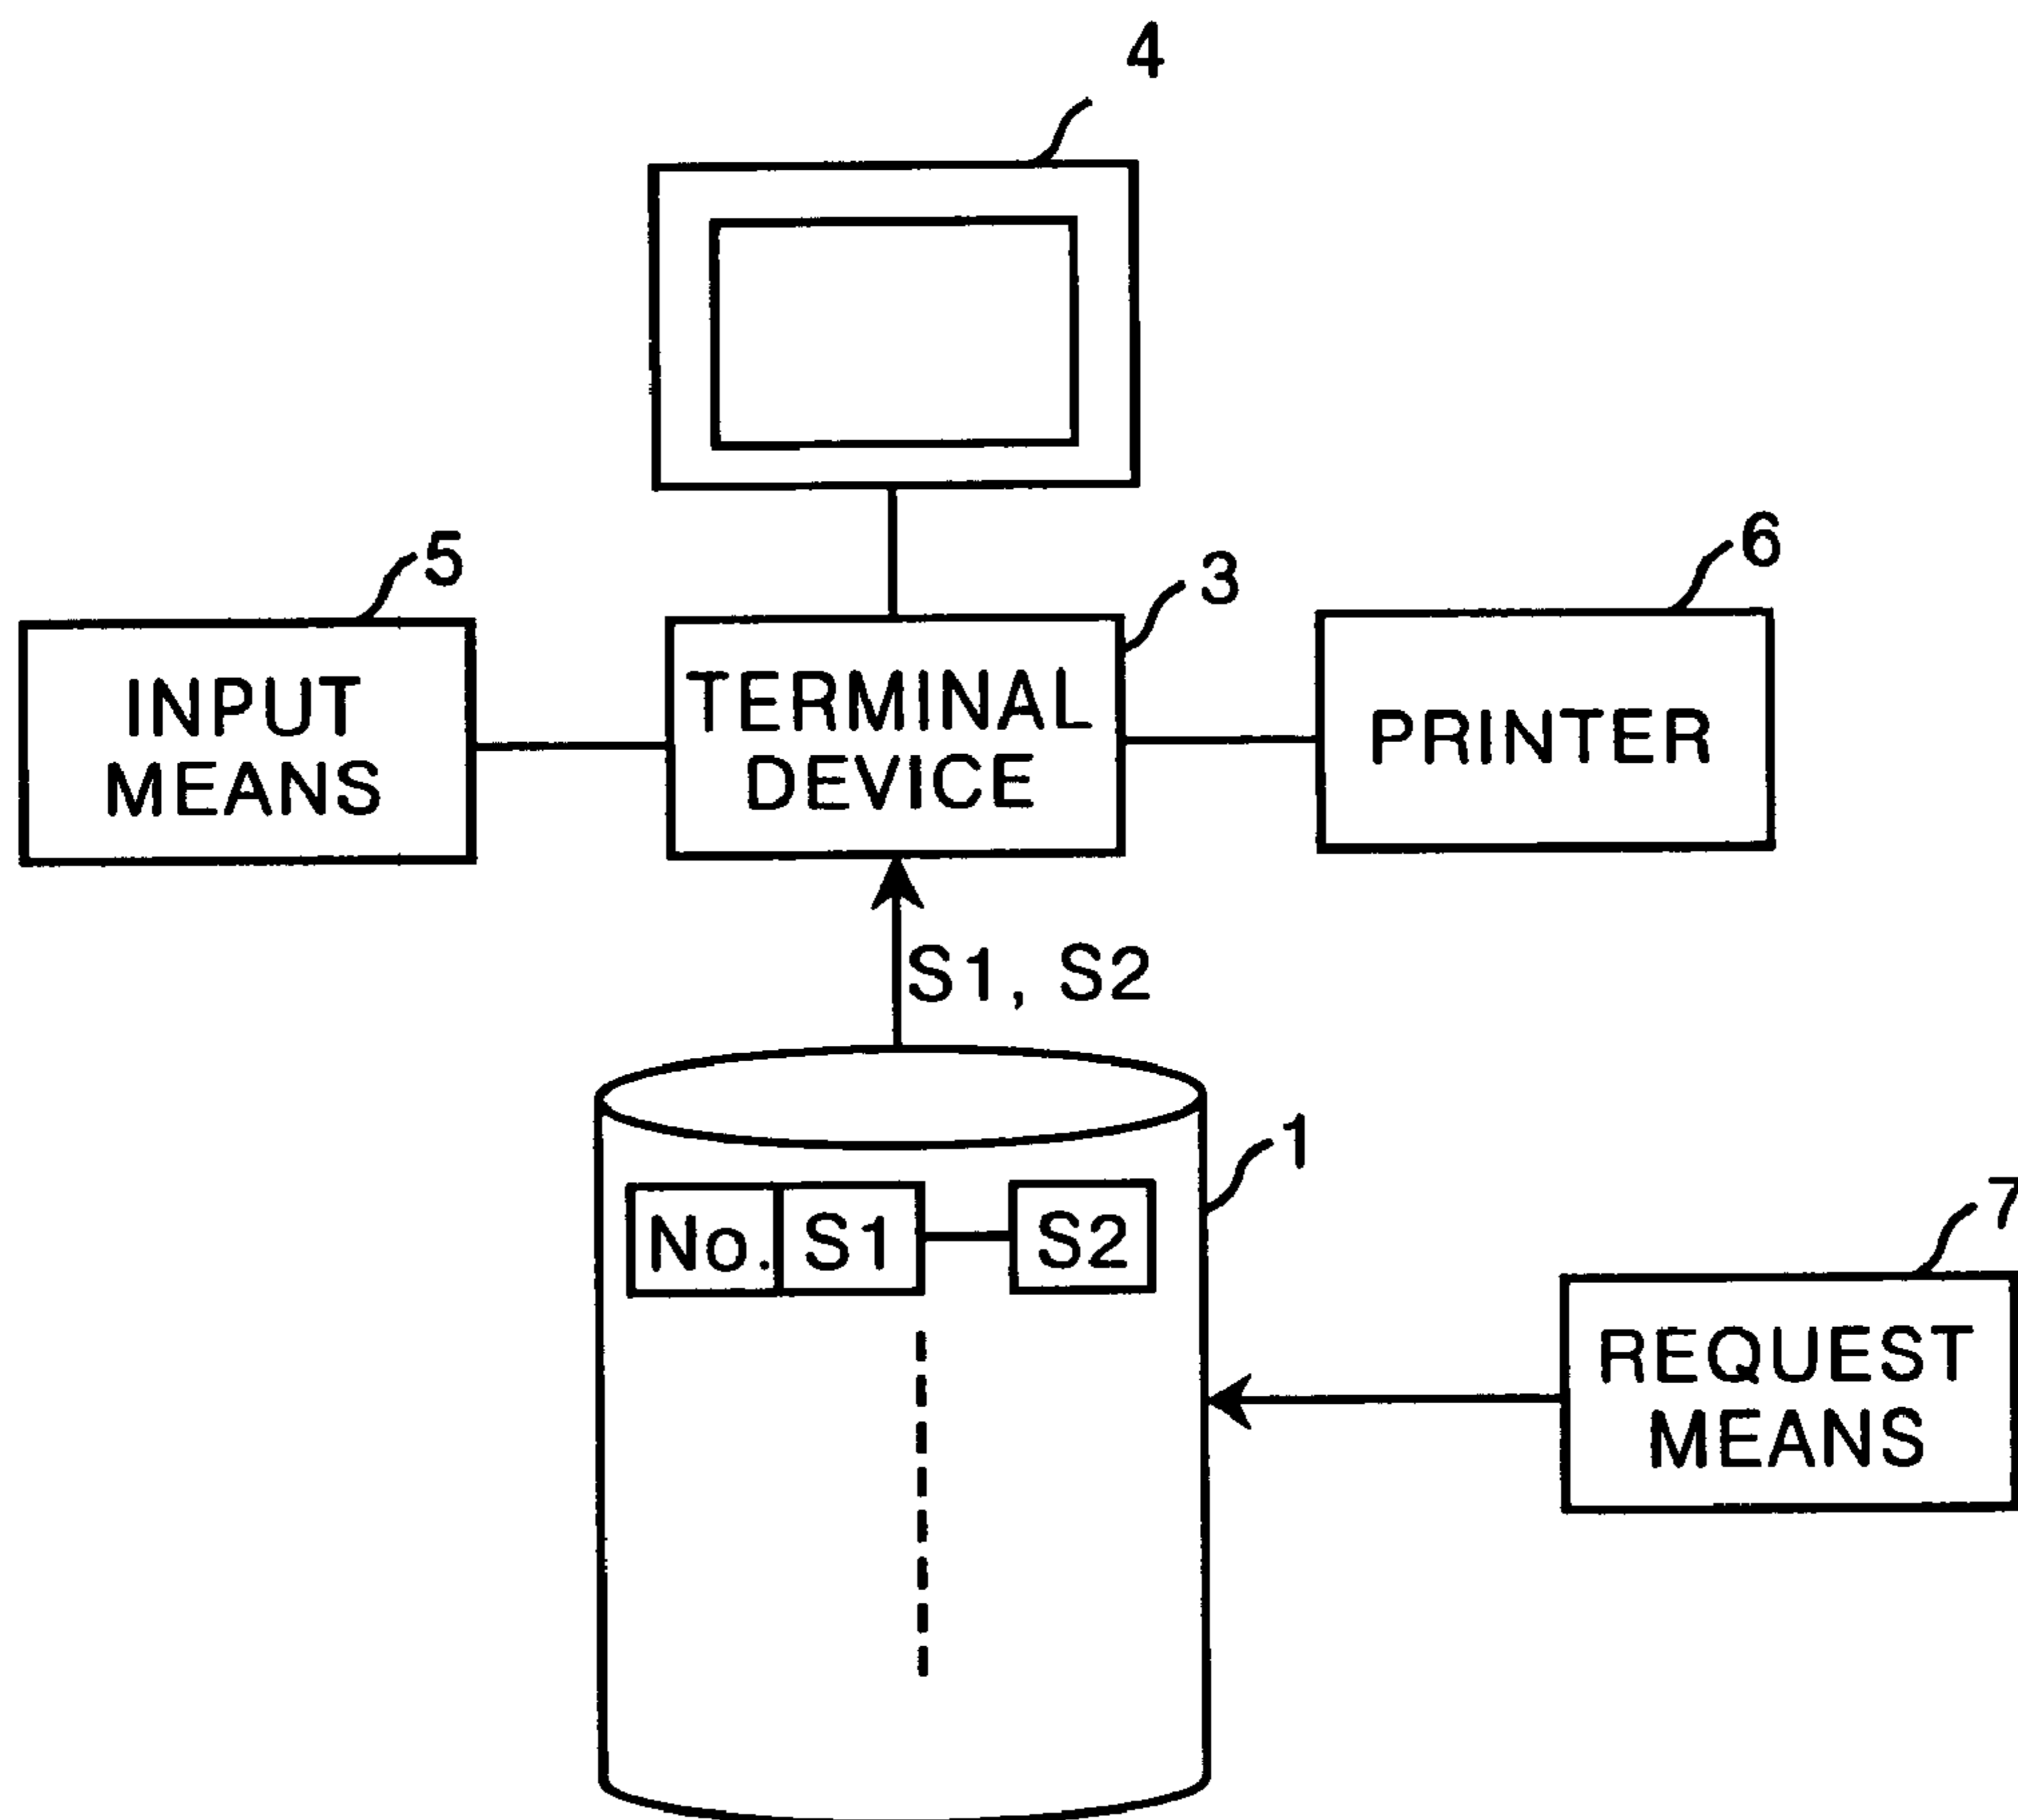 4
5
3
6
INPUT
MEANS
TERMINAL
DEVICE
PRINTER
S1, S2
1
7
No. S1 S2
REQUEST
MEANS